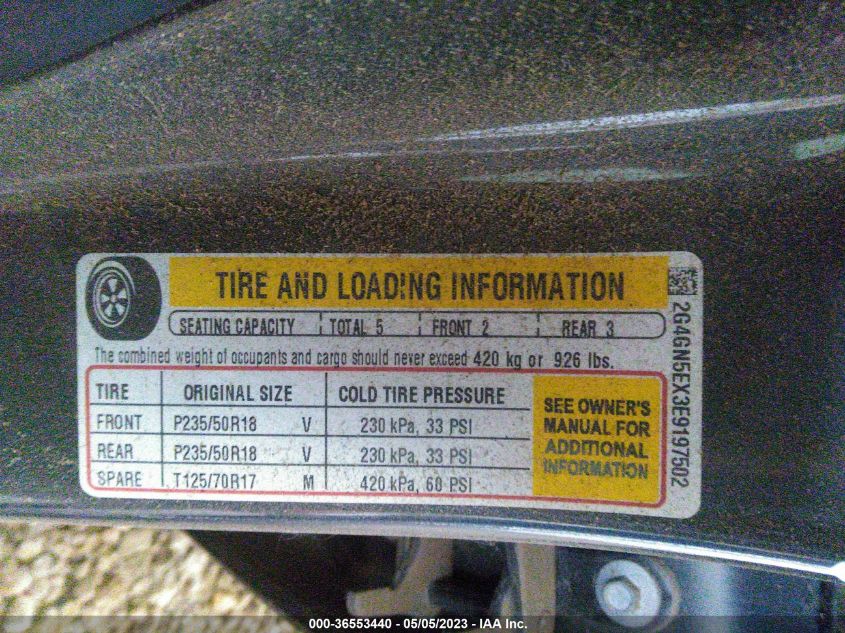 TIRE AND LOADING INFORMATION
SEATING CAPACITY TOTAL 5 FRONT 2 REAR 3
The combined weight of occupants and cargo should never exceed 420 kg or 926 lbs.
TIRE ORIGINAL SIZE COLD TIRE PRESSURE
FRONT P235/50R18 V 230 kPa, 33 PSI
REAR P235/50R18 V 230 kPa, 33 PSI
SPARE T125/70R17 M 420 kPa, 60 PSI
SEE OWNER'S
MANUAL FOR
ADDITIONAL
INFORMATION
2G4GN5EX3E9197502
000-36553440 - 05/05/2023 - IAA Inc.